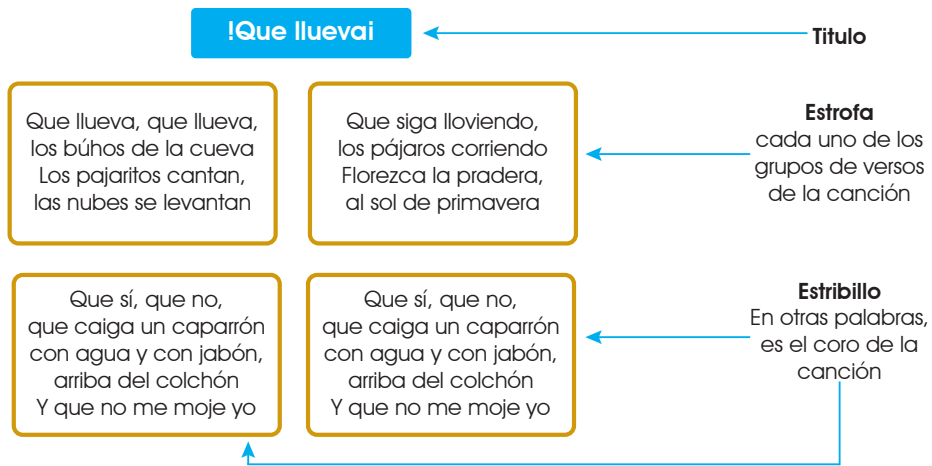 !Que lluevai
Titulo
Que llueva, que llueva,
los búhos de la cueva
Los pajaritos cantan,
las nubes se levantan
Que siga lloviendo,
los pájaros corriendo
Florezca la pradera,
al sol de primavera
Estrofa
cada uno de los
grupos de versos
de la canción
Que sí, que no,
que caiga un caparrón
con agua y con jabón,
arriba del colchón
Y que no me moje yo
Que sí, que no,
que caiga un caparrón
con agua y con jabón,
arriba del colchón
Y que no me moje yo
Estribillo
En otras palabras,
es el coro de la
canción